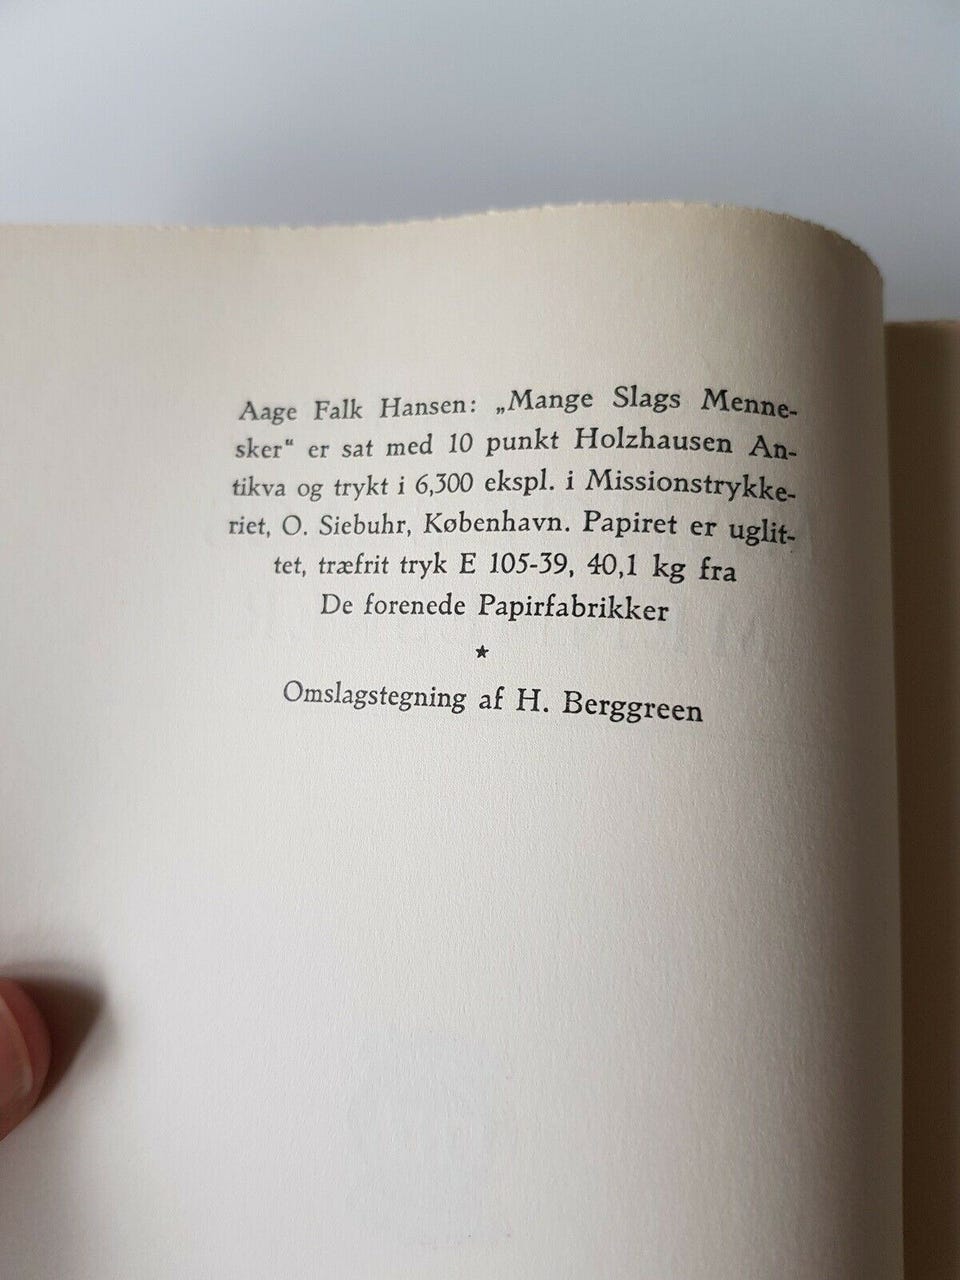 Aage Falk Hansen: „Mange Slags Menne-
sker“ er sat med 10 punkt Holzhausen An-
tikva og trykt i 6,300 ekspl. i Missionstrykke-
riet, O. Siebuhr, København. Papiret er uglit-
tet, træfrit tryk E 105-39, 40,1 kg fra
De forenede Papirfabrikker
★
Omslagstegning af H. Berggreen